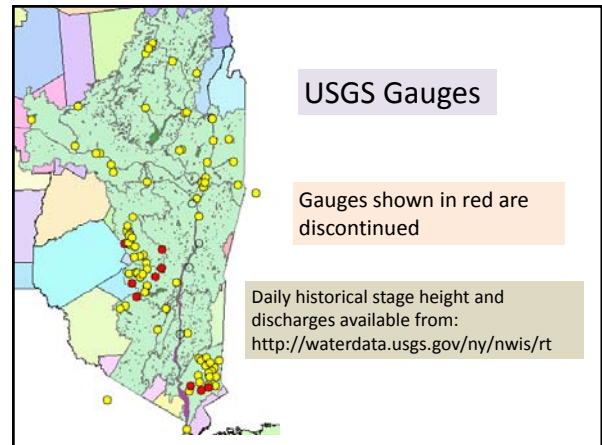 USGS Gauges
Gauges shown in red are
discontinued
Daily historical stage height and
discharges available from:
http://waterdata.usgs.gov/ny/nwis/rt